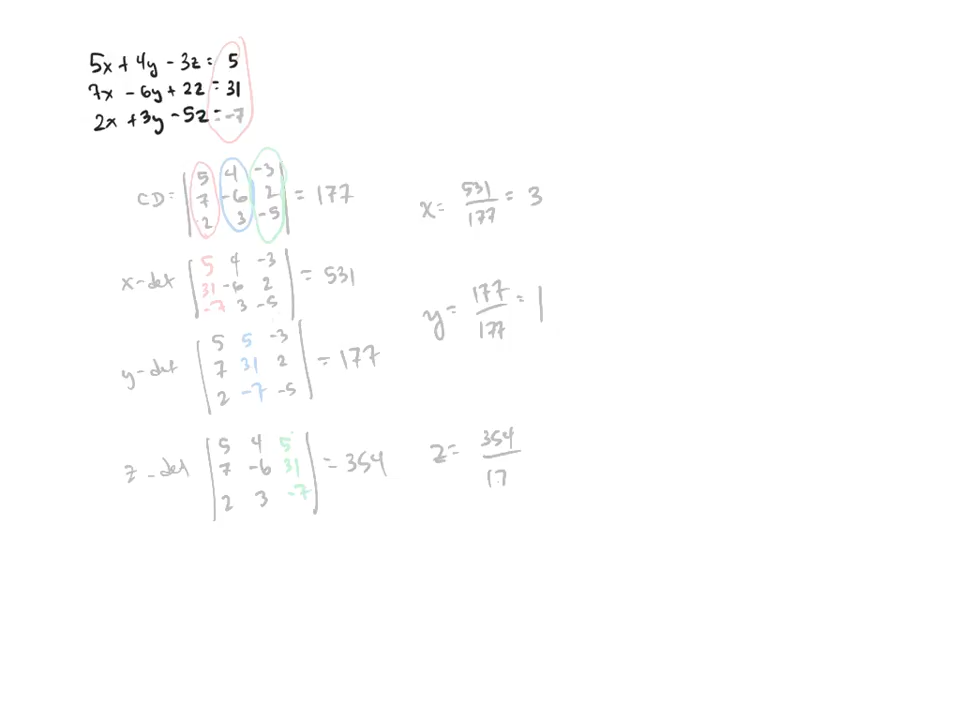 5x + 4y - 3z = 5
7x - 6y + 2z = 31
2x + 3y - 5z = -7
CD = | 5 4 -3 |
| 7 -6 2 | = 177
| 2 3 -5 |
x-det | 5 4 -3 |
| 31 -6 2 | = 531
| -7 3 -5 |
y-det | 5 5 -3 |
| 7 31 2 | = 177
| 2 -7 -5 |
z-det | 5 4 5 |
| 7 -6 31 | = 354
| 2 3 -7 |
x = 531/177 = 3
y = 177/177 = 1
z = 354/17